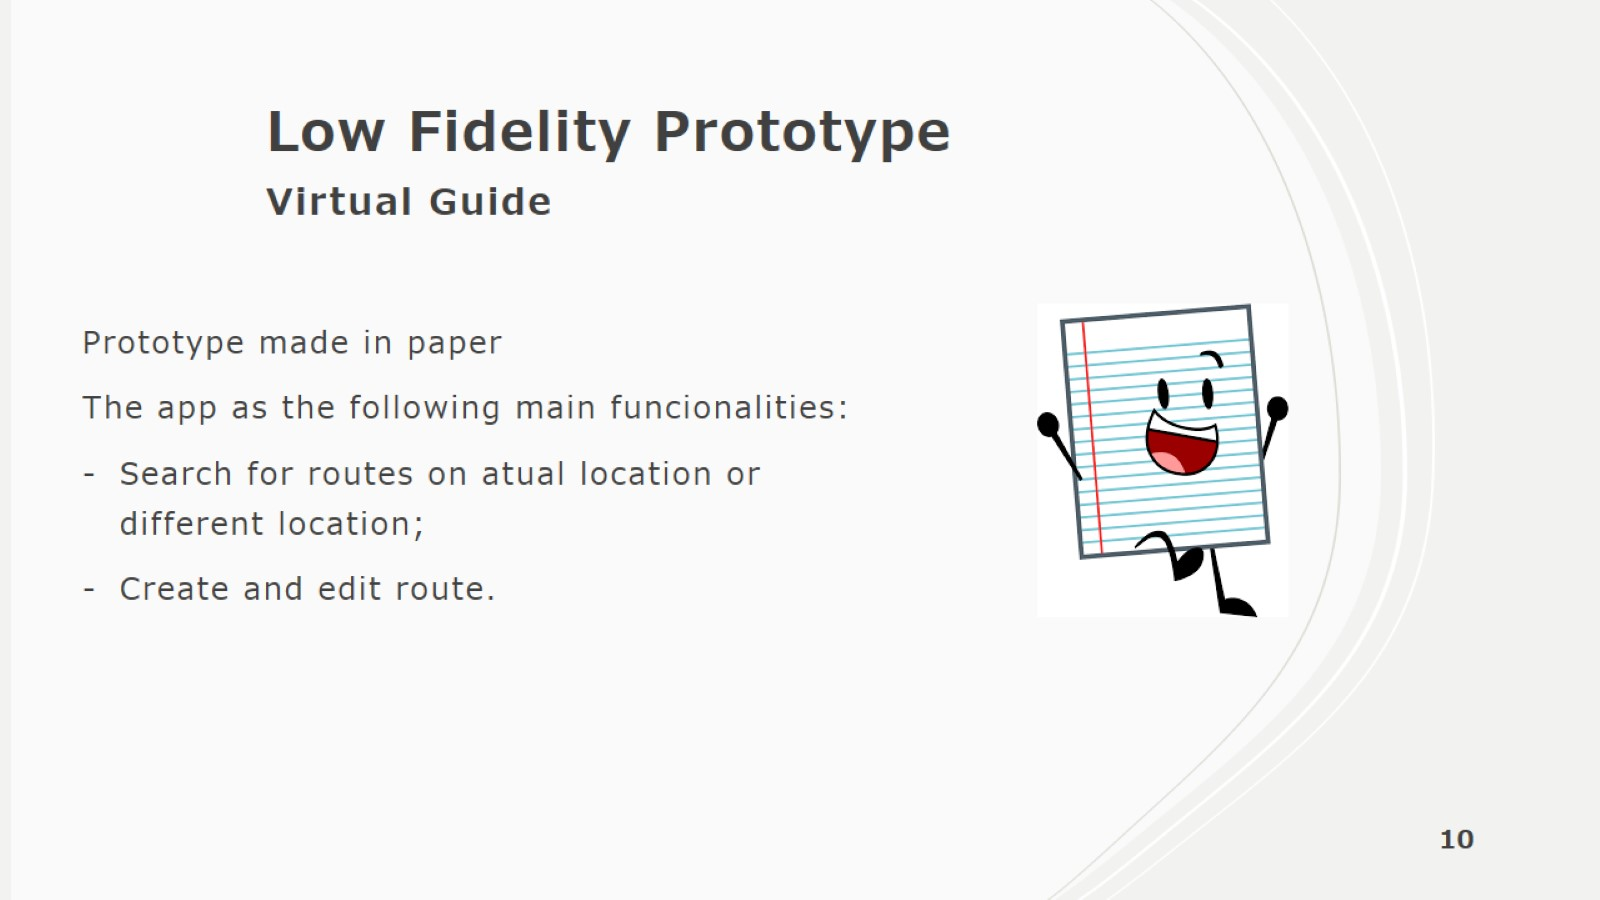 Low Fidelity Prototype
Virtual Guide
Prototype made in paper
The app as the following main funcionalities:
- Search for routes on atual location or
different location;
- Create and edit route.
10